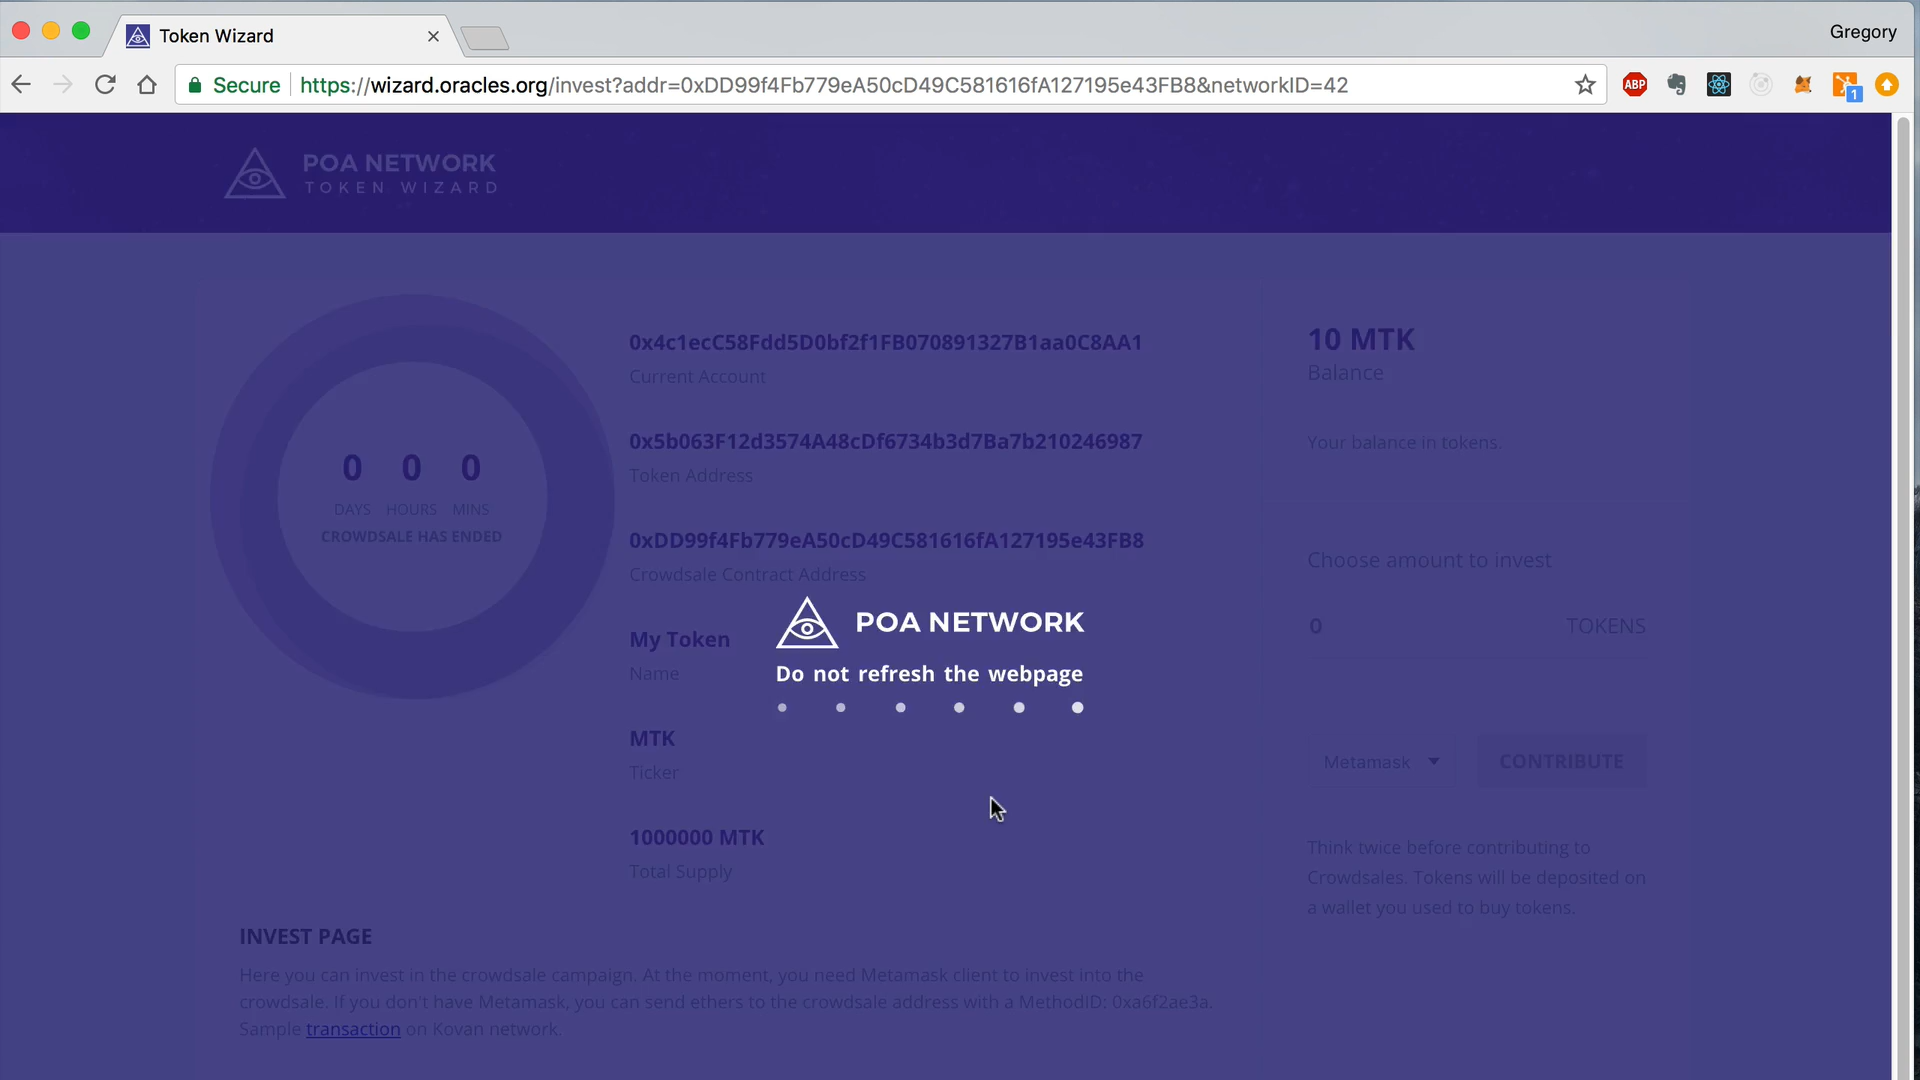 Token Wizard
Gregory
Secure
https://wizard.oracles.org/invest?addr=0xDD99f4Fb779eA50cD49C581616fA127195e43FB8&networkID=42
ABP
1
POA NETWORK
TOKEN WIZARD
0 0 0
DAYS HOURS MINS
CROWDSALE HAS ENDED
0x4c1ecC58Fdd5D0bf2f1FB070891327B1aa0C8AA1
Current Account
0x5b063F12d3574A48cDf6734b3d7Ba7b210246987
Token Address
0xDD99f4Fb779eA50cD49C581616fA127195e43FB8
Crowdsale Contract Address
My Token
Name
MTK
Ticker
1000000 MTK
Total Supply
10 MTK
Balance
Your balance in tokens.
Choose amount to invest
0 TOKENS
Metamask
CONTRIBUTE
Think twice before contributing to
Crowdsales. Tokens will be deposited on
a wallet you used to buy tokens.
POA NETWORK
Do not refresh the webpage
INVEST PAGE
Here you can invest in the crowdsale campaign. At the moment, you need Metamask client to invest into the
crowdsale. If you don't have Metamask, you can send ethers to the crowdsale address with a MethodID: 0xa6f2ae3a.
Sample transaction on Kovan network.